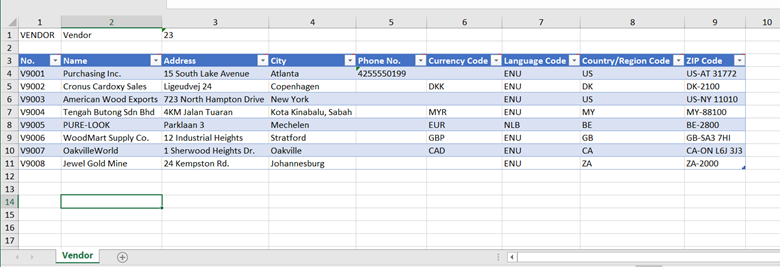 1 2 3 4 5 6 7 8 9 10
1 VENDOR Vendor 23
2
3 No. Name Address City Phone No. Currency Code Language Code Country/Region Code ZIP Code
4 V9001 Purchasing Inc. 15 South Lake Avenue Atlanta 4255550199 ENU US US-AT 31772
5 V9002 Cronus Cardoxy Sales Ligeudvej 24 Copenhagen DKK ENU DK DK-2100
6 V9003 American Wood Exports 723 North Hampton Drive New York ENU US US-NY 11010
7 V9004 Tengah Butong Sdn Bhd 4KM Jalan Tuaran Kota Kinabalu, Sabah MYR ENU MY MY-88100
8 V9005 PURE-LOOK Parklaan 3 Mechelen EUR NLB BE BE-2800
9 V9006 WoodMart Supply Co. 12 Industrial Heights Stratford GBP ENU GB GB-SA3 7HI
10 V9007 OakvilleWorld 1 Sherwood Heights Dr. Oakville CAD ENU CA CA-ON L6J 3J3
11 V9008 Jewel Gold Mine 24 Kempston Rd. Johannesburg ENU ZA ZA-2000
12
13
14
15
16
17
Vendor